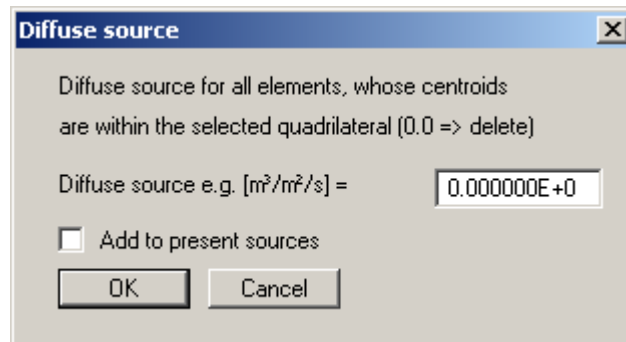 Diffuse source
Diffuse source for all elements, whose centroids
are within the selected quadrilateral (0.0 => delete)
Diffuse source e.g. [m³/m²/s] = 0.000000E+0
Add to present sources
OK Cancel